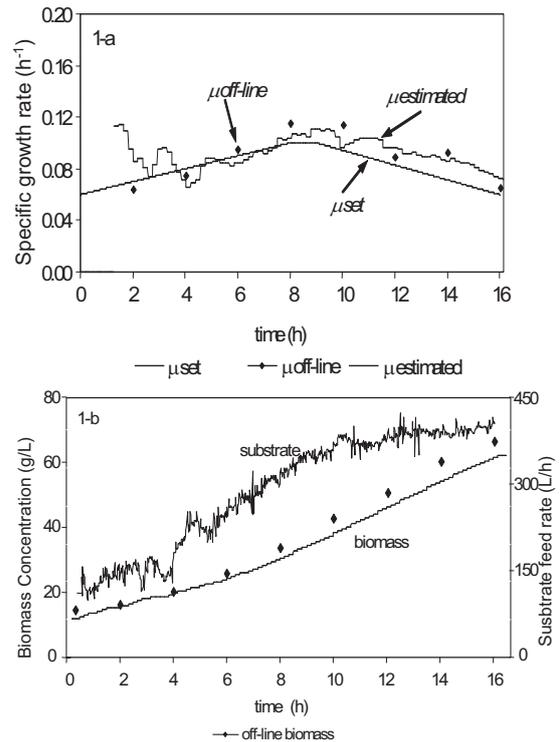 1-a
Specific growth rate (h-1)
0.20
0.16
0.12
0.08
0.04
0.00
μoff-line
μestimated
μset
0 2 4 6 8 10 12 14 16
time (h)
μset μoff-line μestimated
1-b
Biomass Concentration (g/L)
80
60
40
20
0
substrate
biomass
450
300
150
0
Susbtrate feed rate (L/h)
0 2 4 6 8 10 12 14 16
time (h)
off-line biomass